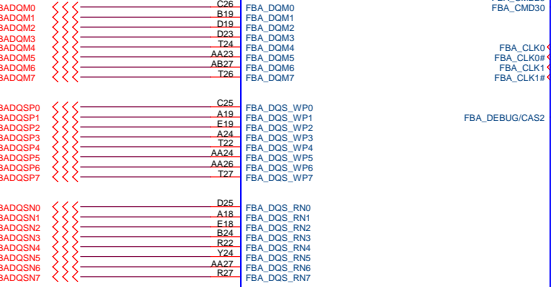 BADQM0 C26 FBA_DQM0 FBA_CMD30
BADQM1 B19 FBA_DQM1
BADQM2 D19 FBA_DQM2
BADQM3 D23 FBA_DQM3
BADQM4 T24 FBA_DQM4 FBA_CLK0
BADQM5 AA23 FBA_DQM5 FBA_CLK0#
BADQM6 AB27 FBA_DQM6 FBA_CLK1
BADQM7 T26 FBA_DQM7 FBA_CLK1#
BADQSP0 C25 FBA_DQS_WP0
BADQSP1 A19 FBA_DQS_WP1 FBA_DEBUG/CAS2
BADQSP2 E19 FBA_DQS_WP2
BADQSP3 A24 FBA_DQS_WP3
BADQSP4 T22 FBA_DQS_WP4
BADQSP5 AA24 FBA_DQS_WP5
BADQSP6 AA26 FBA_DQS_WP6
BADQSP7 T27 FBA_DQS_WP7
BADQSN0 D25 FBA_DQS_RN0
BADQSN1 A18 FBA_DQS_RN1
BADQSN2 E18 FBA_DQS_RN2
BADQSN3 B24 FBA_DQS_RN3
BADQSN4 R22 FBA_DQS_RN4
BADQSN5 Y24 FBA_DQS_RN5
BADQSN6 AA27 FBA_DQS_RN6
BADQSN7 R27 FBA_DQS_RN7